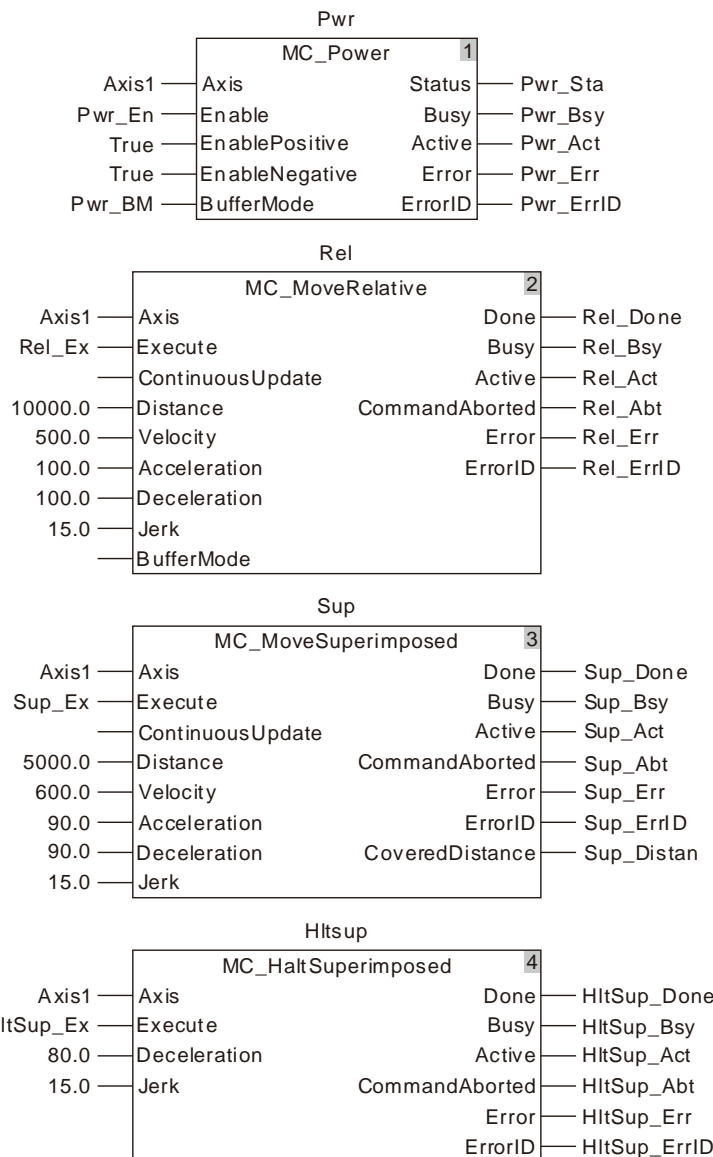 Pwr
MC_Power 1
Axis1 Axis Status Pwr_Sta
Pwr_En Enable Busy Pwr_Bsy
True EnablePositive Active Pwr_Act
True EnableNegative Error Pwr_Err
Pwr_BM BufferMode ErrorID Pwr_ErrID
Rel
MC_MoveRelative 2
Axis1 Axis Done Rel_Done
Rel_Ex Execute Busy Rel_Bsy
ContinuousUpdate Active Rel_Act
10000.0 Distance CommandAborted Rel_Abt
500.0 Velocity Error Rel_Err
100.0 Acceleration ErrorID Rel_ErrID
100.0 Deceleration
15.0 Jerk
BufferMode
Sup
MC_MoveSuperimposed 3
Axis1 Axis Done Sup_Done
Sup_Ex Execute Busy Sup_Bsy
ContinuousUpdate Active Sup_Act
5000.0 Distance CommandAborted Sup_Abt
600.0 Velocity Error Sup_Err
90.0 Acceleration ErrorID Sup_ErrID
90.0 Deceleration CoveredDistance Sup_Distan
15.0 Jerk
Hltsup
MC_HaltSuperimposed 4
Axis1 Axis Done HltSup_Done
ltSup_Ex Execute Busy HltSup_Bsy
80.0 Deceleration Active HltSup_Act
15.0 Jerk CommandAborted HltSup_Abt
Error HltSup_Err
ErrorID HltSup_ErrID